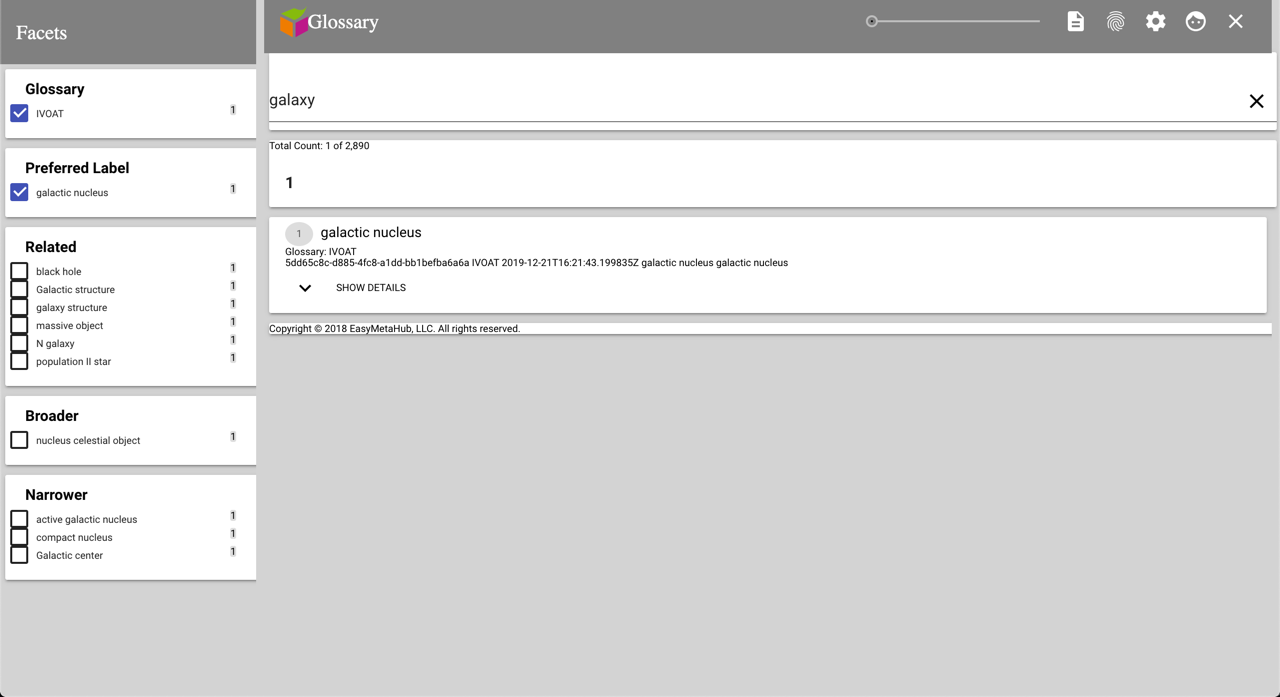 Facets
Glossary
IVOAT 1
Preferred Label
galactic nucleus 1
Related
black hole 1
Galactic structure 1
galaxy structure 1
massive object 1
N galaxy 1
population II star 1
Broader
nucleus celestial object 1
Narrower
active galactic nucleus 1
compact nucleus 1
Galactic center 1
Glossary
galaxy
Total Count: 1 of 2,890
1
1 galactic nucleus
Glossary: IVOAT
5dd65c8c-d885-4fc8-a1dd-bb1befba6a6a IVOAT 2019-12-21T16:21:43.199835Z galactic nucleus galactic nucleus
SHOW DETAILS
Copyright © 2018 EasyMetaHub, LLC. All rights reserved.